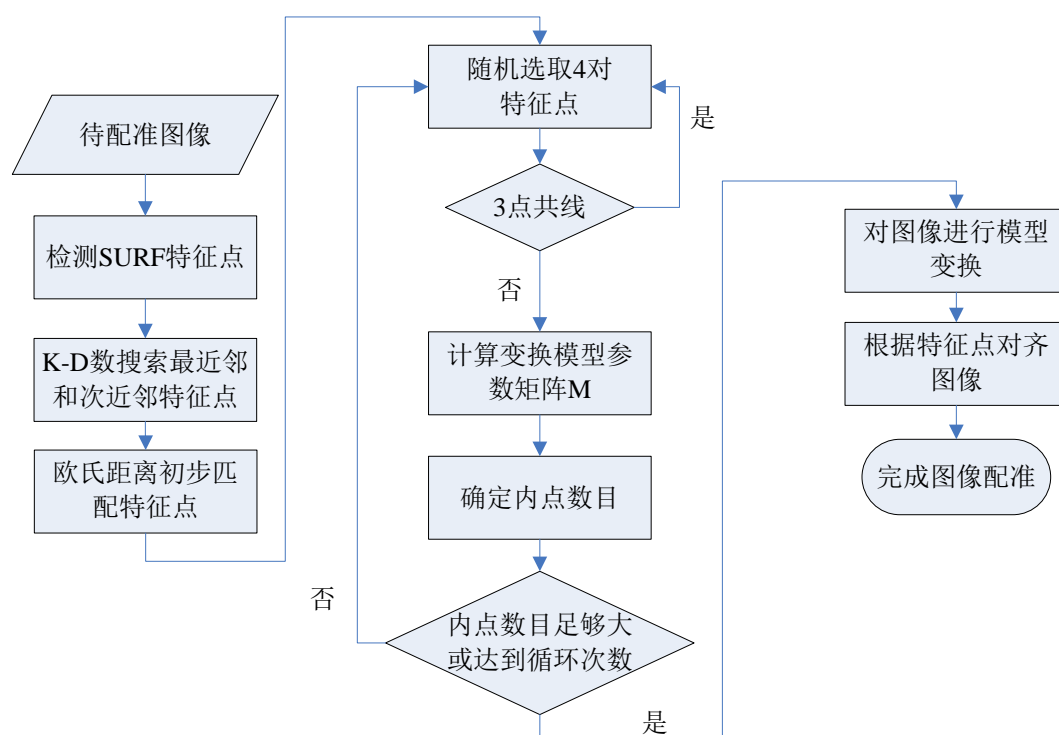 待配准图像
检测SURF特征点
K-D数搜索最近邻
和次近邻特征点
欧氏距离初步匹
配特征点
随机选取4对
特征点
是
3点共线
否
计算变换模型参
数矩阵M
确定内点数目
否
内点数目足够大
或达到循环次数
是
对图像进行模型
变换
根据特征点对齐
图像
完成图像配准